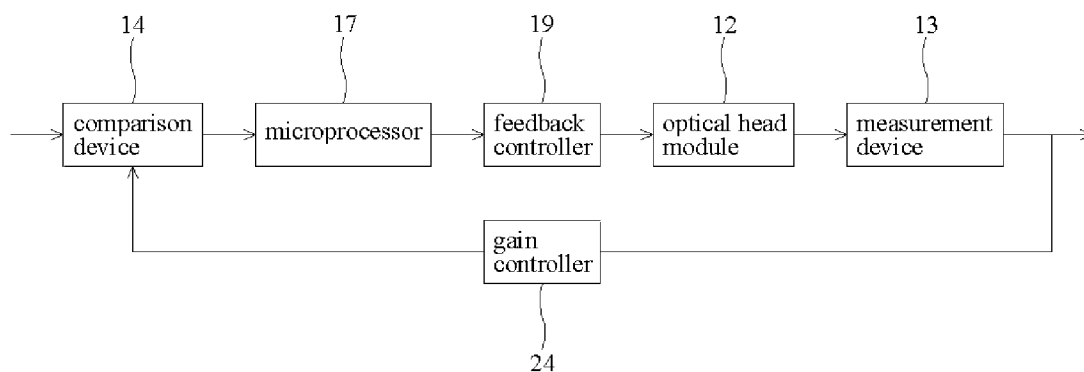 14
17
19
12
13
comparison
device
microprocessor
feedback
controller
optical head
module
measurement
device
gain
controller
24